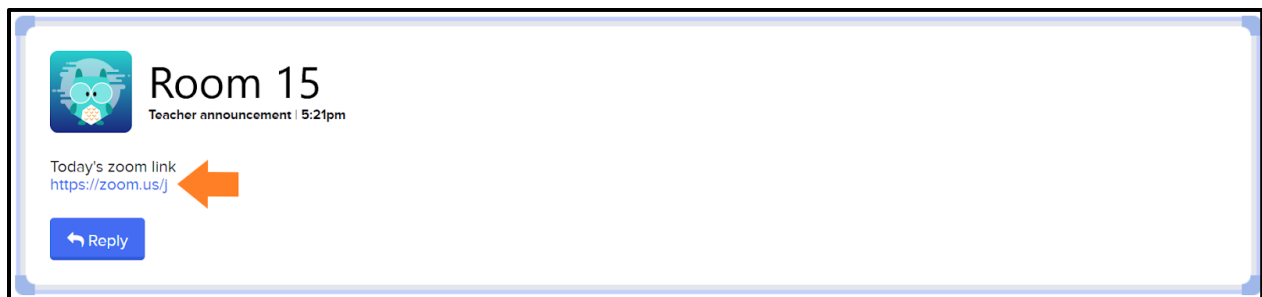 Room 15
Teacher announcement | 5:21pm
Today's zoom link
https://zoom.us/j
Reply